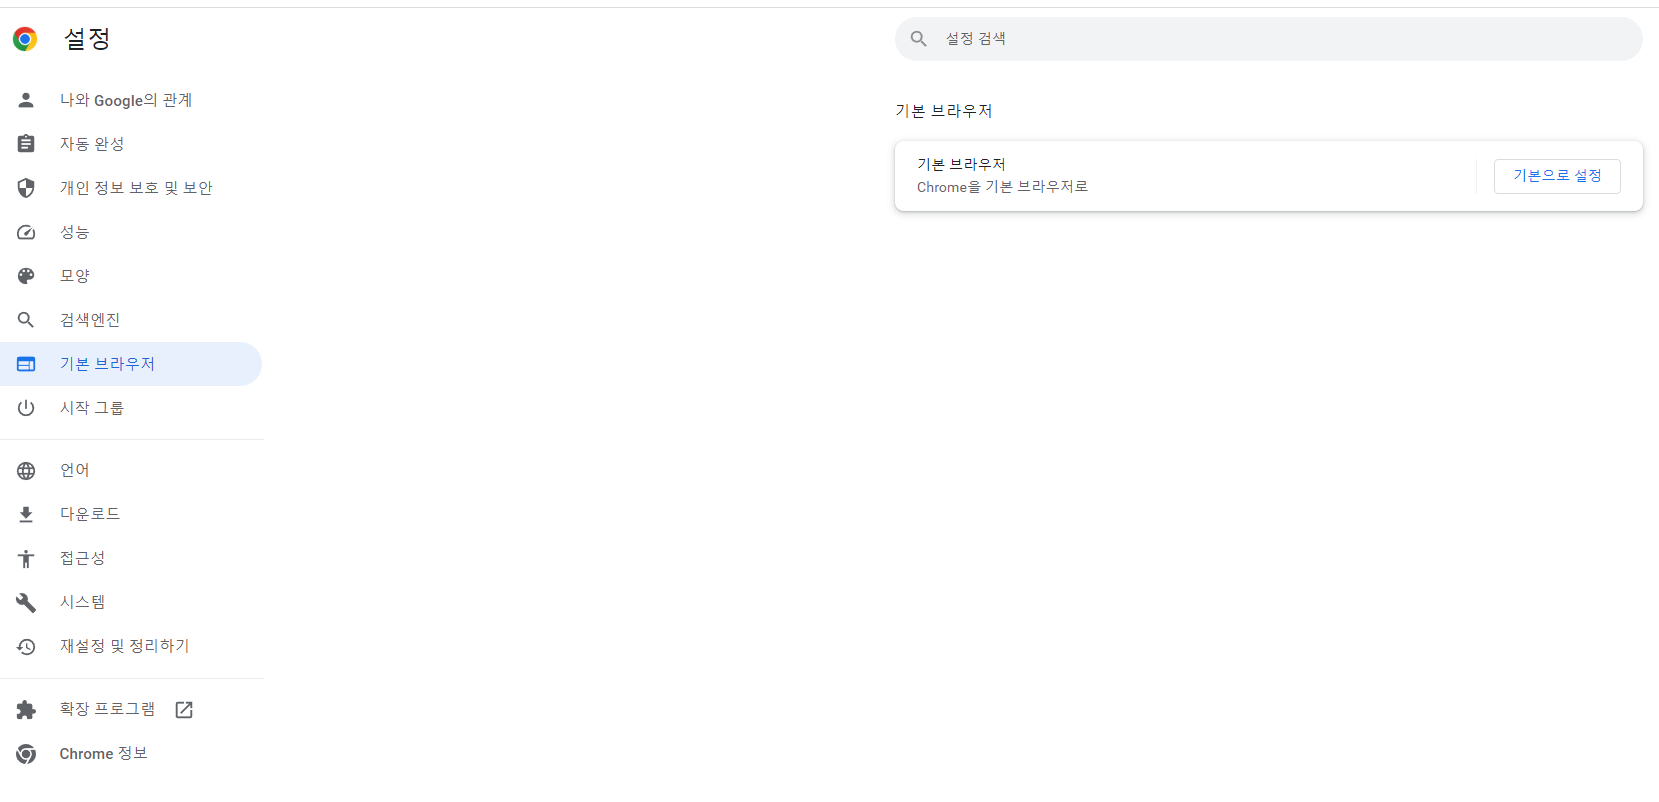 설정
설정 검색
나와 Google의 관계
자동 완성
개인 정보 보호 및 보안
성능
모양
검색엔진
기본 브라우저
시작 그룹
언어
다운로드
접근성
시스템
재설정 및 정리하기
확장 프로그램
Chrome 정보
기본 브라우저
기본 브라우저
Chrome을 기본 브라우저로
기본으로 설정